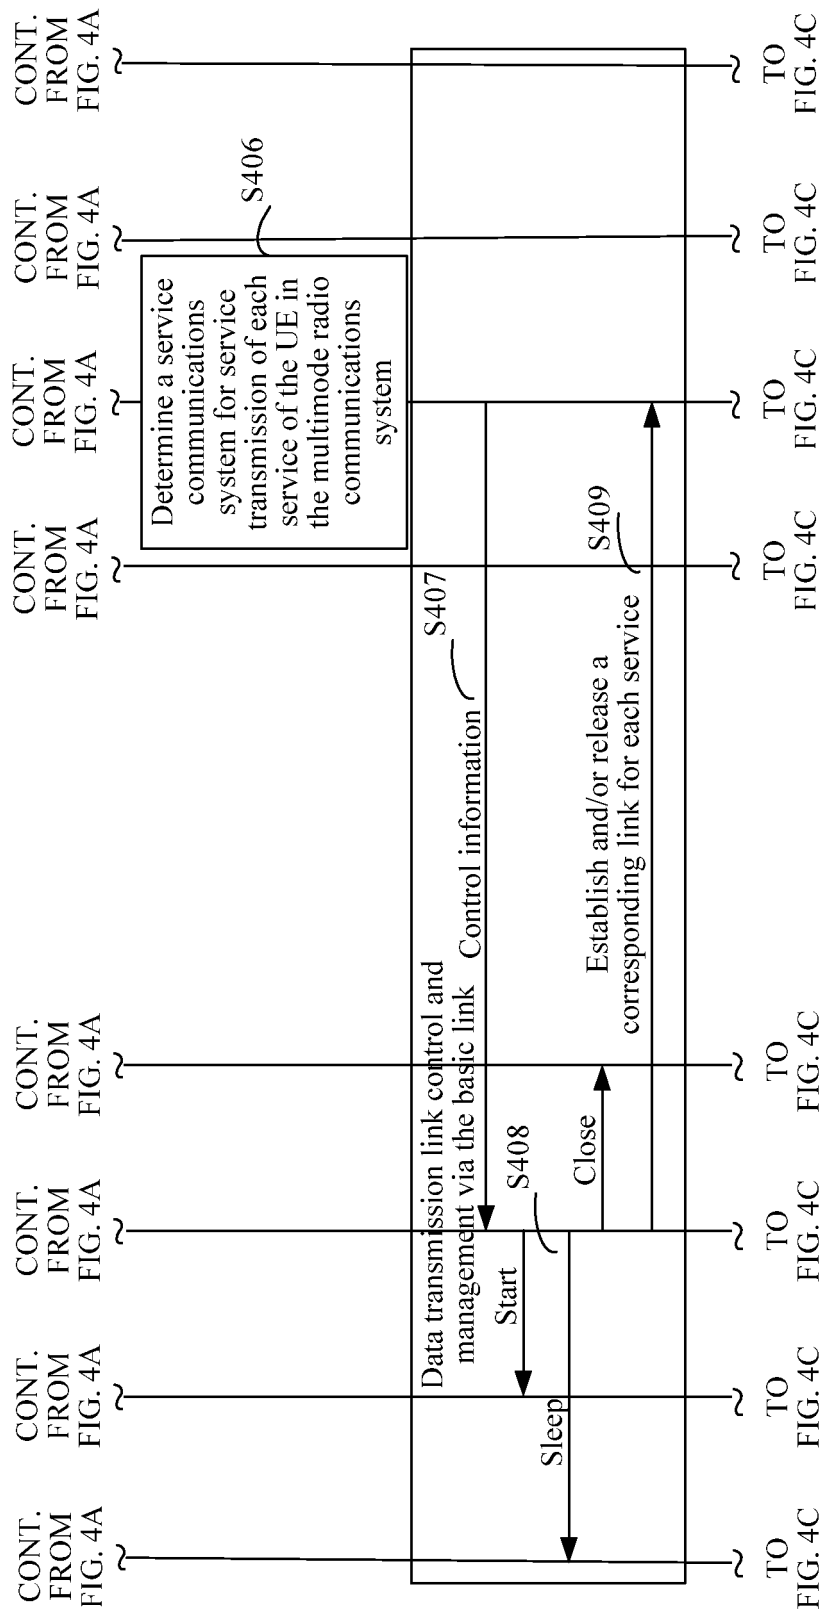 CONT.
FROM
FIG. 4A
CONT.
FROM
FIG. 4A
CONT.
FROM
FIG. 4A
CONT.
FROM
FIG. 4A
CONT.
FROM
FIG. 4A
CONT.
FROM
FIG. 4A
CONT.
FROM
FIG. 4A
CONT.
FROM
FIG. 4A
Determine a service
communications
system for service
transmission of each
service of the UE in
the multimode radio
communications
system
S406
Data transmission link control and
management via the basic link
Control information
S407
Start
S408
Sleep
Close
Establish and/or release a
corresponding link for each service
S409
TO
FIG. 4C
TO
FIG. 4C
TO
FIG. 4C
TO
FIG. 4C
TO
FIG. 4C
TO
FIG. 4C
TO
FIG. 4C
TO
FIG. 4C